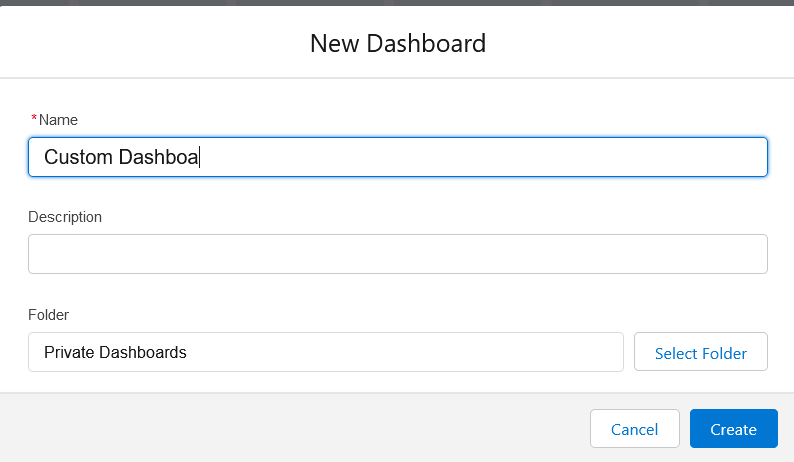 New Dashboard
*Name
Custom Dashboa
Description
Folder
Private Dashboards
Select Folder
Cancel
Create